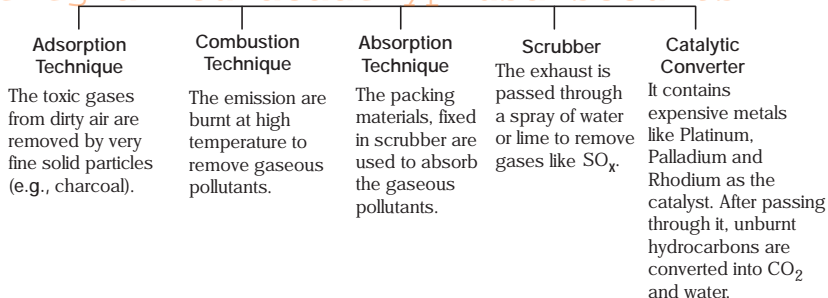 Adsorption
Technique
The toxic gases
from dirty air are
removed by very
fine solid particles
(e.g., charcoal).
Combustion
Technique
The emission are
burnt at high
temperature to
remove gaseous
pollutants.
Absorption
Technique
The packing
materials, fixed
in scrubber are
used to absorb
the gaseous
pollutants.
Scrubber
The exhaust is
passed through
a spray of water
or lime to remove
gases like SOx.
Catalytic
Converter
It contains
expensive metals
like Platinum,
Palladium and
Rhodium as the
catalyst. After passing
through it, unburnt
hydrocarbons are
converted into CO2
and water.